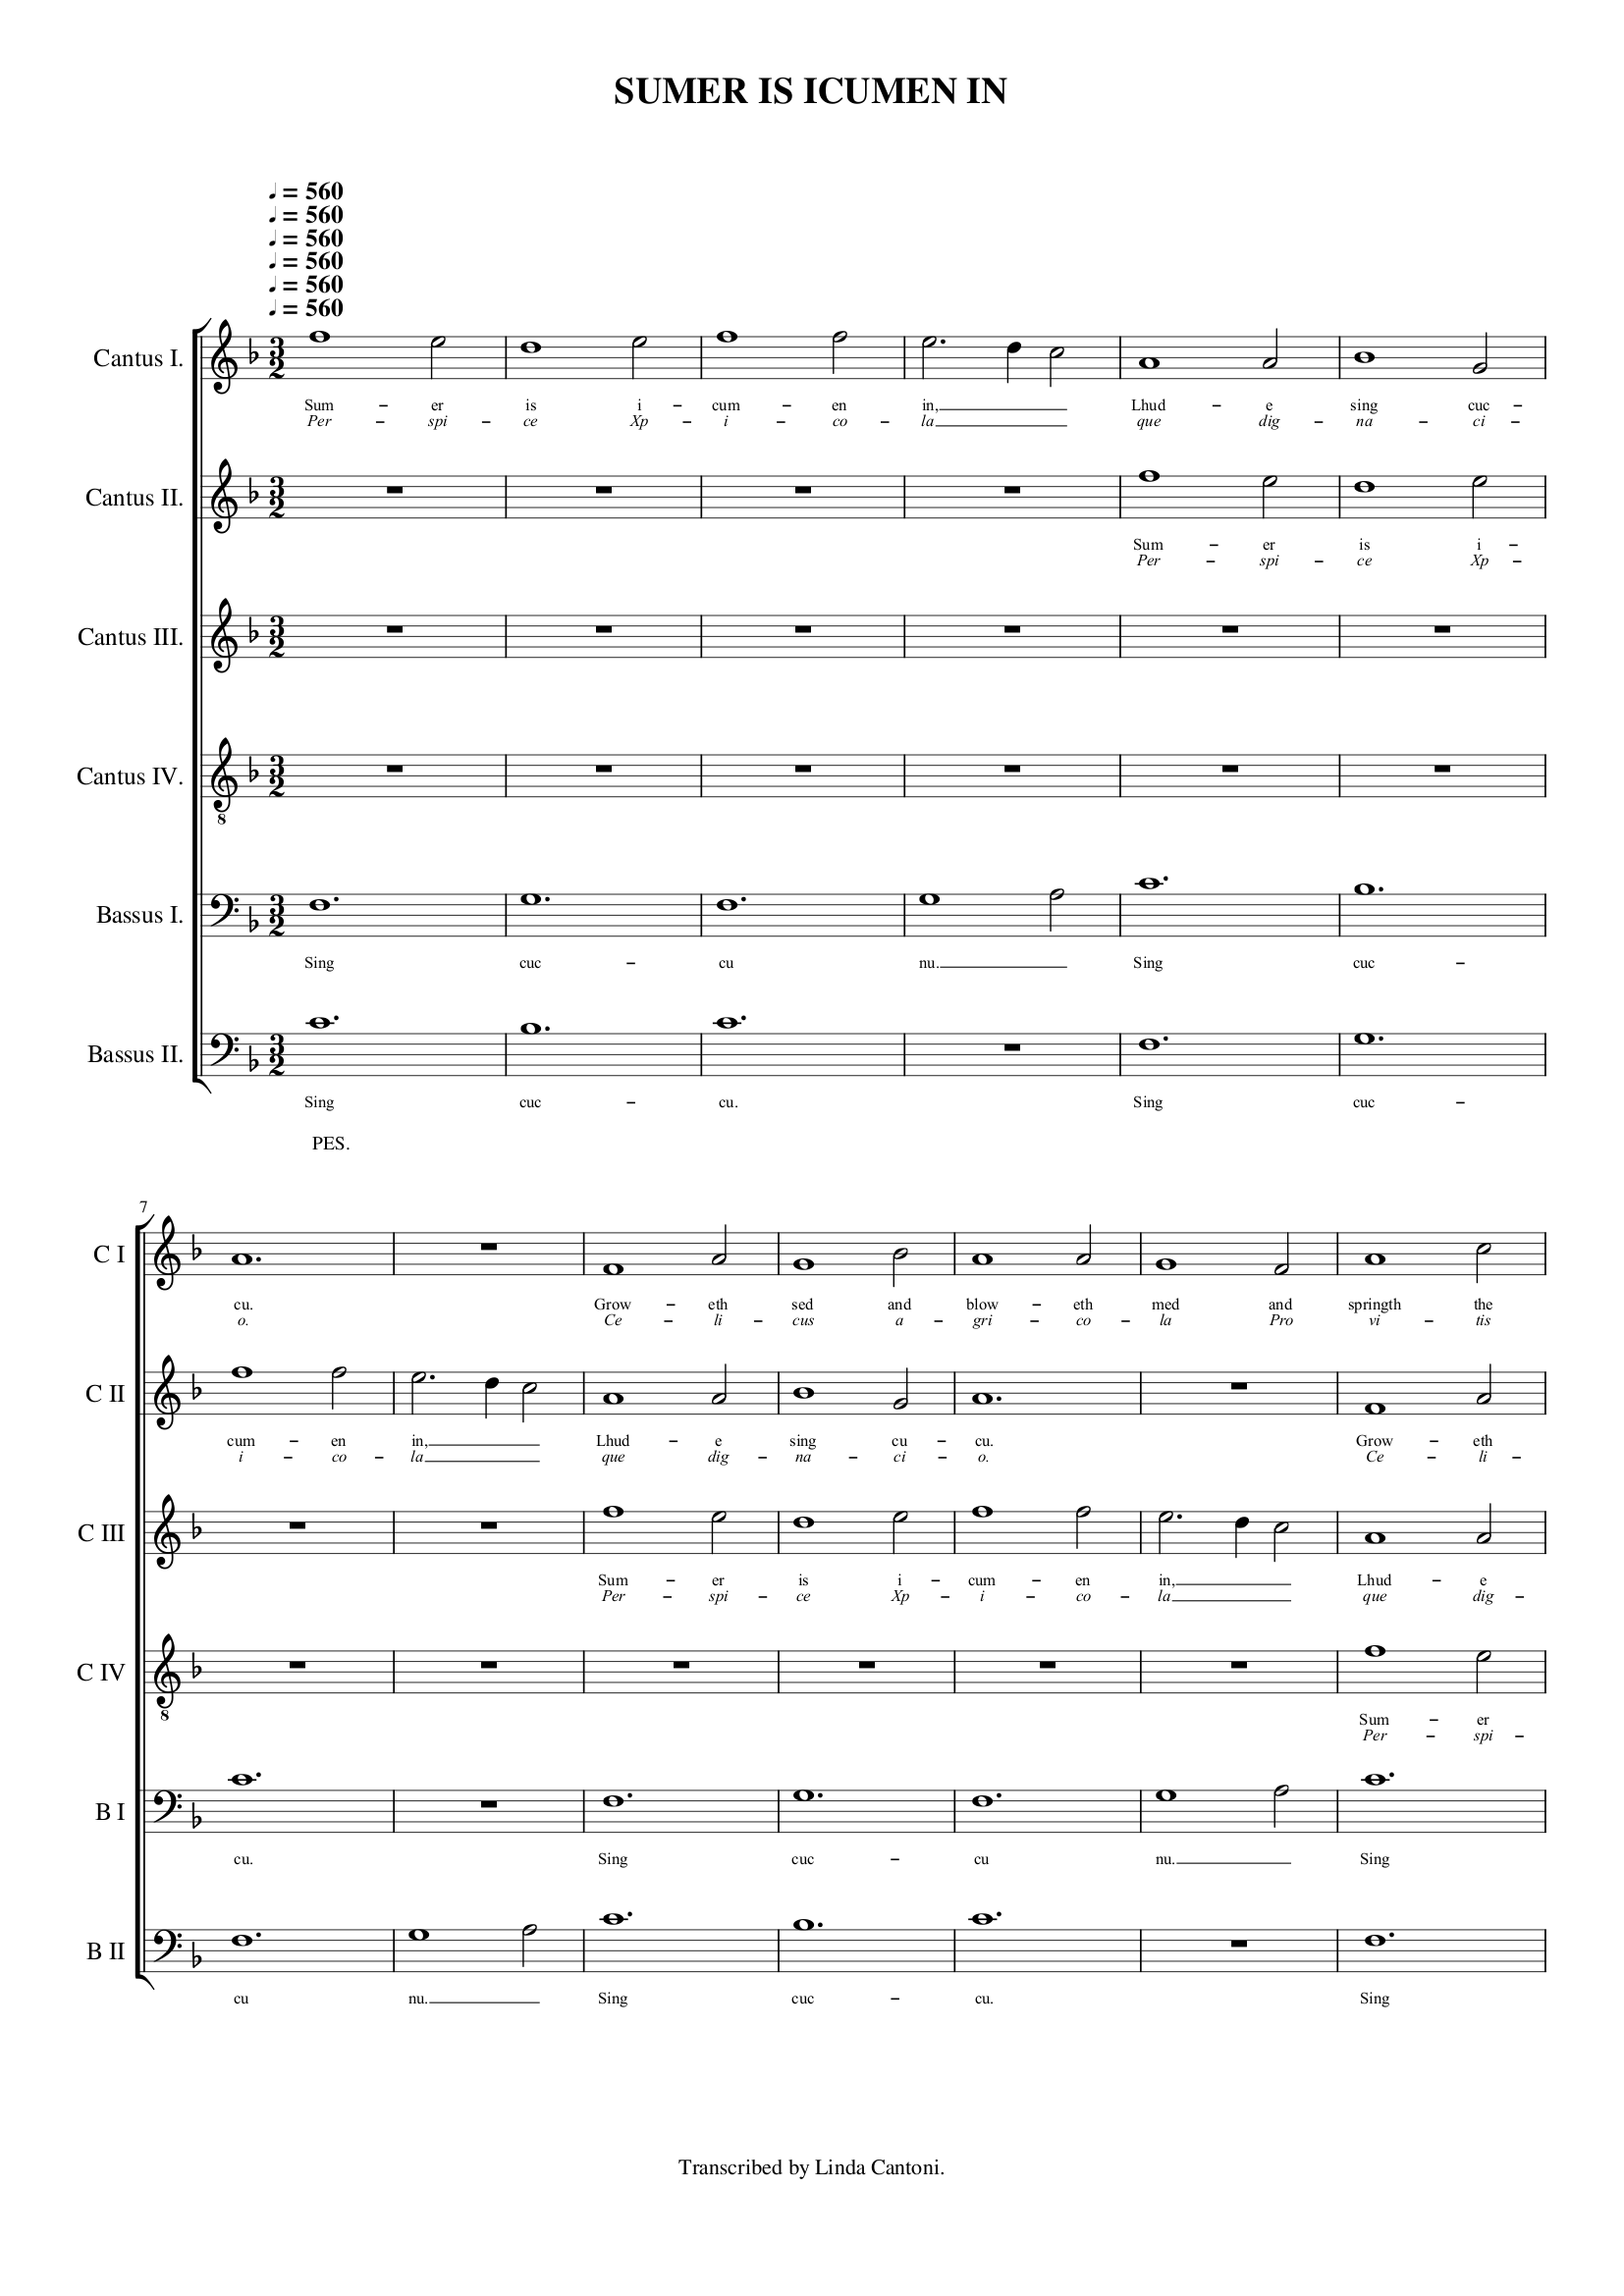 SUMER IS ICUMEN IN
♩ = 560
♩ = 560
♩ = 560
♩ = 560
♩ = 560
♩ = 560
Cantus I.
Sum - er is i - cum - en in, Lhud - e sing cuc -
Per - spi - ce Xp - i - co - la que dig - na - ci -
Cantus II.
Sum - er is i -
Per - spi - ce Xp -
Cantus III.
Cantus IV.
8
Bassus I.
Sing cuc - cu nu. Sing cuc -
Bassus II.
Sing cuc - cu. Sing cuc -
PES.
7
C I
cu. Grow - eth sed and blow - eth med and springth the
o. Ce - li - cus a - gri - co - la Pro vi - tis
C II
cum - en in, Lhud - e sing cu - cu. Grow - eth
i - co - la que dig - na - ci - o. Ce - li -
C III
Sum - er is i - cum - en in, Lhud - e
Per - spi - ce Xp - i - co - la que dig -
C IV
8
Sum - er
Per - spi -
B I
cu. Sing cuc - cu nu. Sing
B II
cu nu. Sing cuc - cu. Sing
Transcribed by Linda Cantoni.